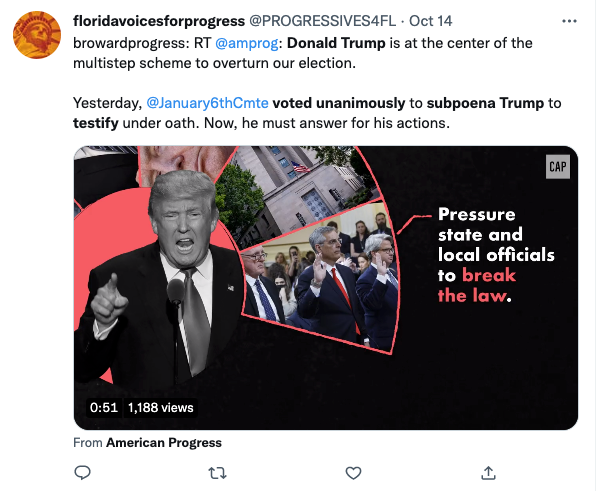 floridavoicesforprogress @PROGRESSIVES4FL · Oct 14
browardprogress: RT @amprog: Donald Trump is at the center of the
multistep scheme to overturn our election.
Yesterday, @January6thCmte voted unanimously to subpoena Trump to
testify under oath. Now, he must answer for his actions.
CAP
Pressure
state and
local officials
to break
the law.
0:51 1,188 views
From American Progress